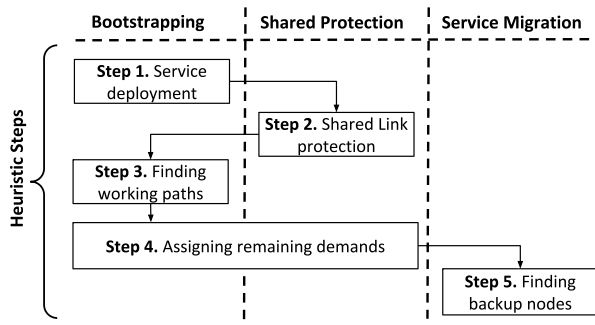 Bootstrapping
Shared Protection
Service Migration
Heuristic Steps
Step 1. Service
deployment
Step 2. Shared Link
protection
Step 3. Finding
working paths
Step 4. Assigning remaining demands
Step 5. Finding
backup nodes